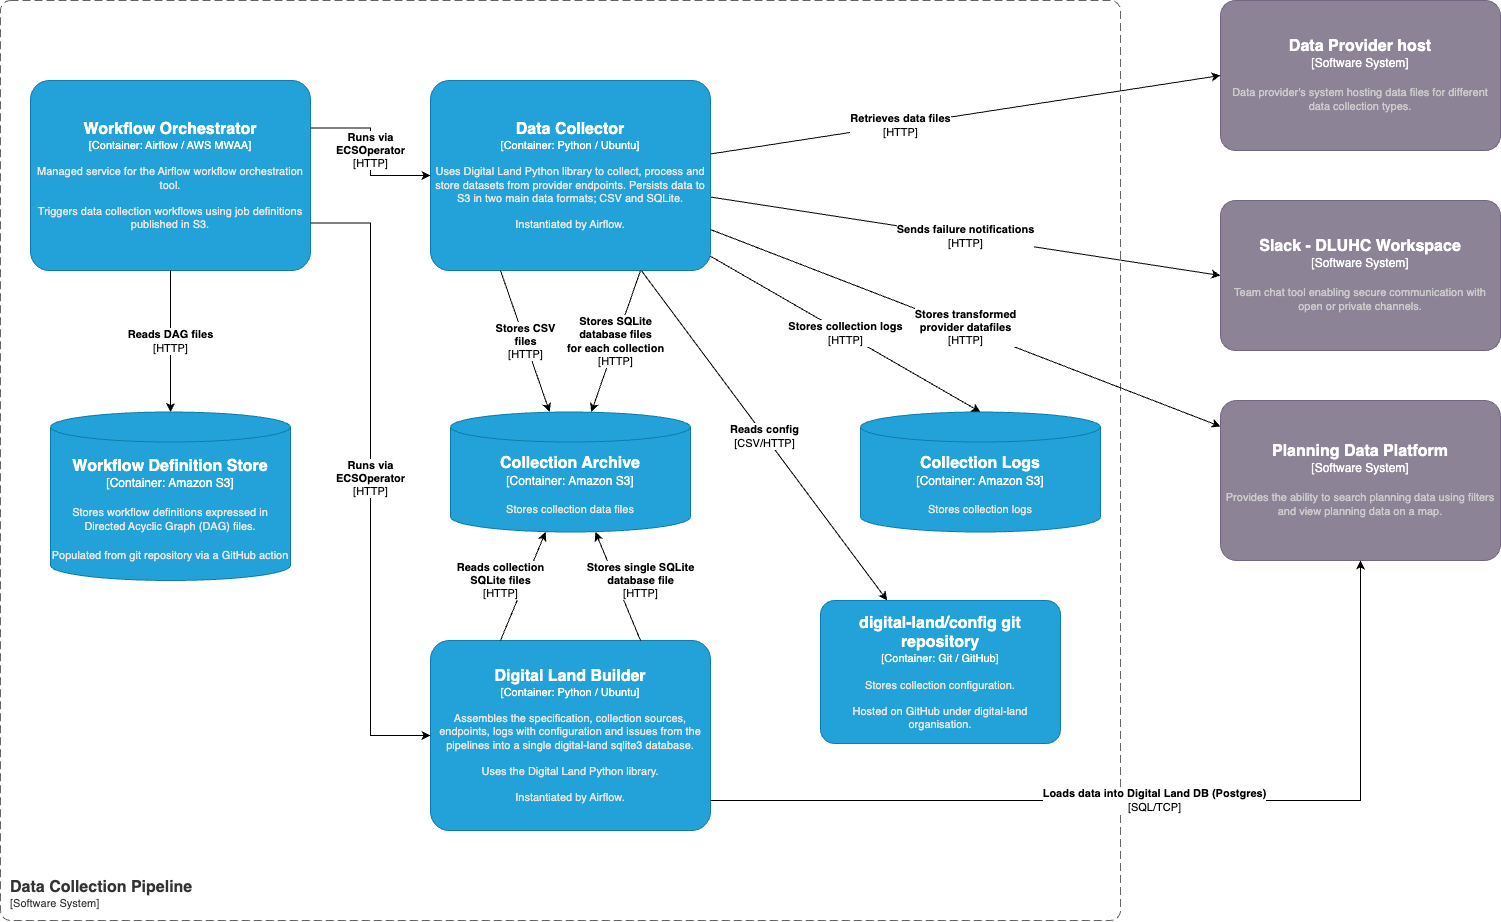 Workflow Orchestrator
[Container: Airflow / AWS MWAA]
Managed service for the Airflow workflow orchestration
tool.
Triggers data collection workflows using job definitions
published in S3.
Runs via
ECSOperator
[HTTP]
Data Collector
[Container: Python / Ubuntu]
Uses Digital Land Python library to collect, process and
store datasets from provider endpoints. Persists data to
S3 in two main data formats; CSV and SQLite.
Instantiated by Airflow.
Retrieves data files
[HTTP]
Data Provider host
[Software System]
Data provider's system hosting data files for different
data collection types.
Sends failure notifications
[HTTP]
Slack - DLUHC Workspace
[Software System]
Team chat tool enabling secure communication with
open or private channels.
Reads DAG files
[HTTP]
Stores CSV
files
[HTTP]
Stores SQLite
database files
for each collection
[HTTP]
Stores collection logs
[HTTP]
Stores transformed
provider datafiles
[HTTP]
Reads config
[CSV/HTTP]
Workflow Definition Store
[Container: Amazon S3]
Stores workflow definitions expressed in
Directed Acyclic Graph (DAG) files.
Populated from git repository via a GitHub action
Runs via
ECSOperator
[HTTP]
Collection Archive
[Container: Amazon S3]
Stores collection data files
Collection Logs
[Container: Amazon S3]
Stores collection logs
Planning Data Platform
[Software System]
Provides the ability to search planning data using filters
and view planning data on a map.
Reads collection
SQLite files
[HTTP]
Stores single SQLite
database file
[HTTP]
digital-land/config git
repository
[Container: Git / GitHub]
Stores collection configuration.
Hosted on GitHub under digital-land
organisation.
Digital Land Builder
[Container: Python / Ubuntu]
Assembles the specification, collection sources,
endpoints, logs with configuration and issues from the
pipelines into a single digital-land sqlite3 database.
Uses the Digital Land Python library.
Instantiated by Airflow.
Loads data into Digital Land DB (Postgres)
[SQL/TCP]
Data Collection Pipeline
[Software System]